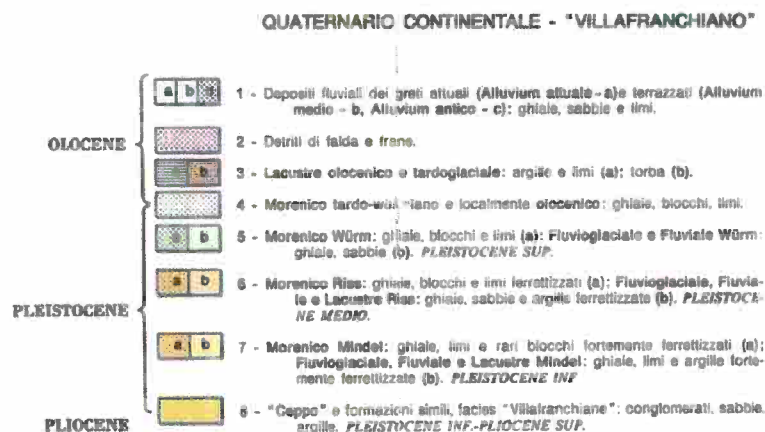 QUATERNARIO CONTINENTALE - "VILLAFRANCHIANO"
a b 1 - Depositi fluviali dei greti attuali (Alluvium attuale - a) e terrazzati (Alluvium
medio - b, Alluvium antico - c): ghiaie, sabbie e limi.
OLOCENE
2 - Detriti di falda e frane.
b 3 - Lacustre olocenico e tardoglaciale: argille e limi (a); torba (b).
4 - Morenico e localmente olocenico: ghiaie, blocchi, limi.
a b 5 - Morenico Würm: ghiaie, blocchi e limi (a): Fluvioglaciale e Fluviale Würm:
ghiaie, sabbie (b). PLEISTOCENE SUP.
a b 6 - Morenico Riss: ghiaie, blocchi e limi ferrettizzati (a): Fluvioglaciale, Fluvia-
le e Lacustre Riss: ghiaie, sabbie e argille ferrettizzate (b). PLEISTOCE-
NE MEDIO.
PLEISTOCENE
a b 7 - Morenico Mindel: ghiaie, limi e rari blocchi fortemente ferrettizzati (a);
Fluvioglaciale, Fluviale e Lacustre Mindel: ghiaie, limi e argille forte-
mente ferrettizzate (b). PLEISTOCENE INF
8 - "Ceppo" e formazioni simili, facies "Villafranchiane": conglomerati, sabbie,
argille. PLEISTOCENE INF.-PLIOCENE SUP.
PLIOCENE